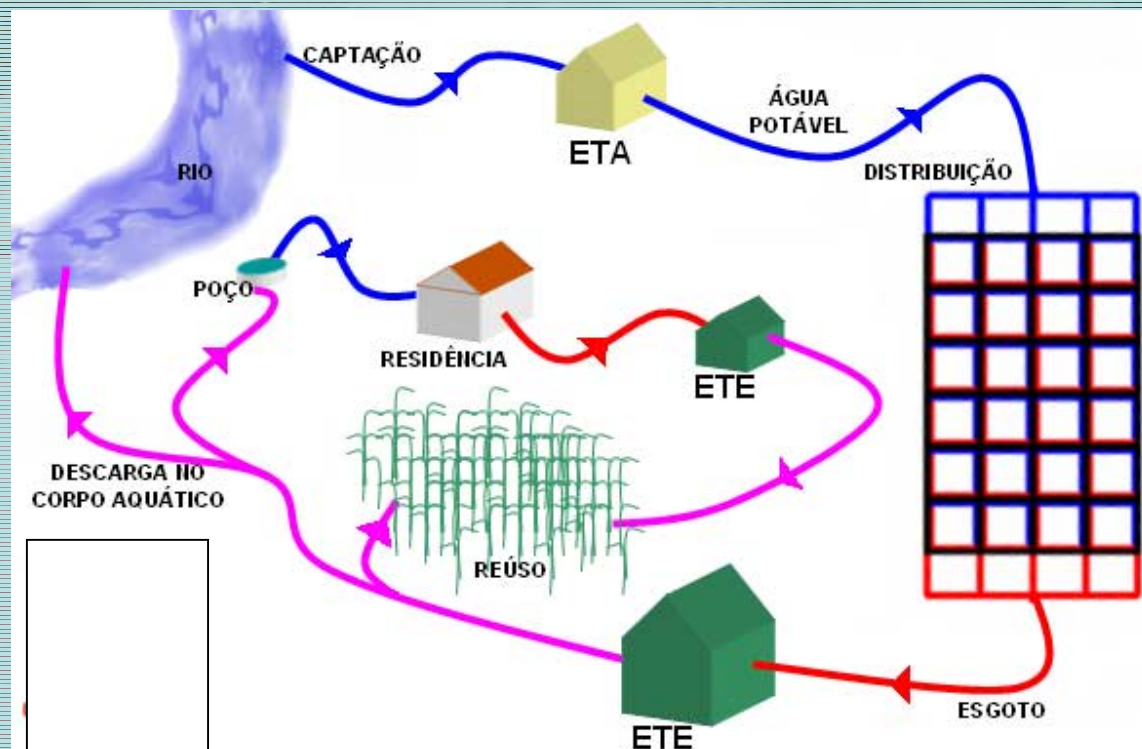 CAPTAÇÃO
ETA
ÁGUA
POTÁVEL
DISTRIBUIÇÃO
RIO
POÇO
RESIDÊNCIA
ETE
DESCARGA NO
CORPO AQUÁTICO
REÚSO
ETE
ESGOTO